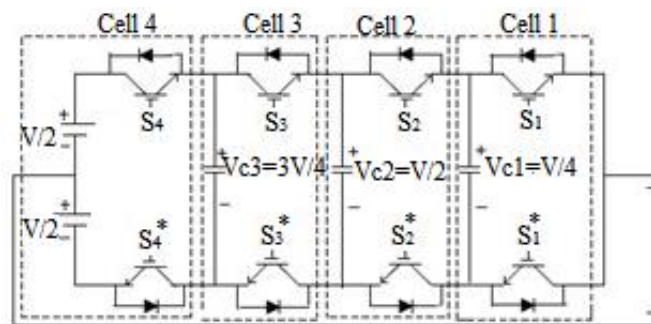 Cell 4 Cell 3 Cell 2 Cell 1
S4 S3 S2 S1
+
V/2
−
+ Vc3=3V/4
−
+ Vc2=V/2
−
+ Vc1=V/4
−
+
V/2
−
S4* S3* S2* S1*